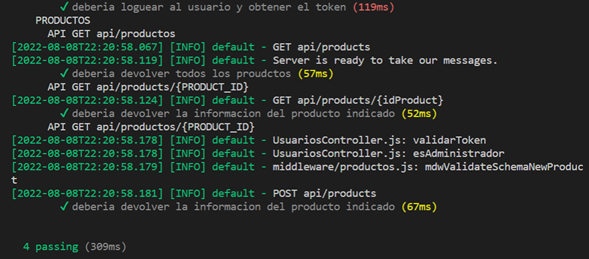 ✓ deberia loguear al usuario y obtener el token (119ms)
PRODUCTOS
API GET api/productos
[2022-08-08T22:20:58.067] [INFO] default - GET api/products
[2022-08-08T22:20:58.119] [INFO] default - Server is ready to take our messages.
✓ deberia devolver todos los proudctos (57ms)
API GET api/products/{PRODUCT_ID}
[2022-08-08T22:20:58.124] [INFO] default - GET api/products/{idProduct}
✓ deberia devolver la informacion del producto indicado (52ms)
API GET api/productos/{PRODUCT_ID}
[2022-08-08T22:20:58.178] [INFO] default - UsuariosController.js: validarToken
[2022-08-08T22:20:58.178] [INFO] default - UsuariosController.js: esAdministrador
[2022-08-08T22:20:58.179] [INFO] default - middleware/productos.js: mdwValidateSchemaNewProduc
t
[2022-08-08T22:20:58.181] [INFO] default - POST api/products
✓ deberia devolver la informacion del producto indicado (67ms)
4 passing (309ms)